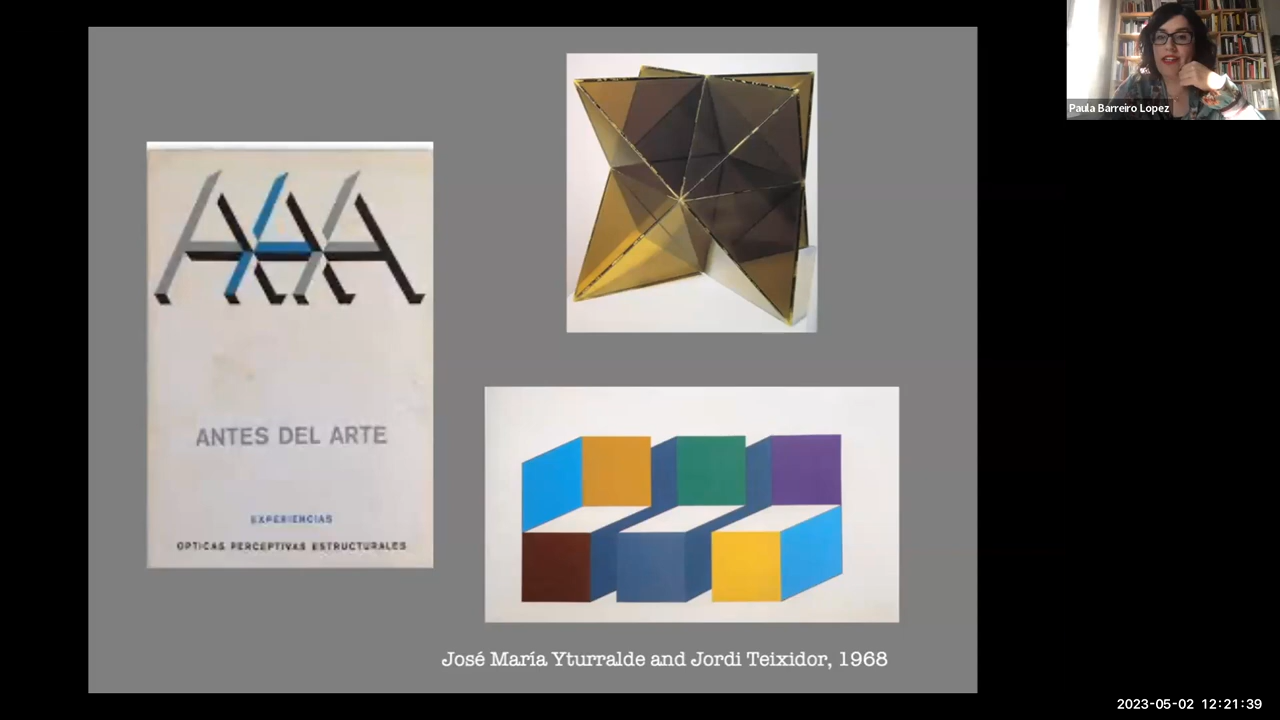 Paula Barreiro Lopez
AAA
ANTES DEL ARTE
EXPERIENCIAS
OPTICAS PERCEPTIVAS ESTRUCTURALES
José María Yturralde and Jordi Teixidor, 1968
2023-05-02 12:21:39